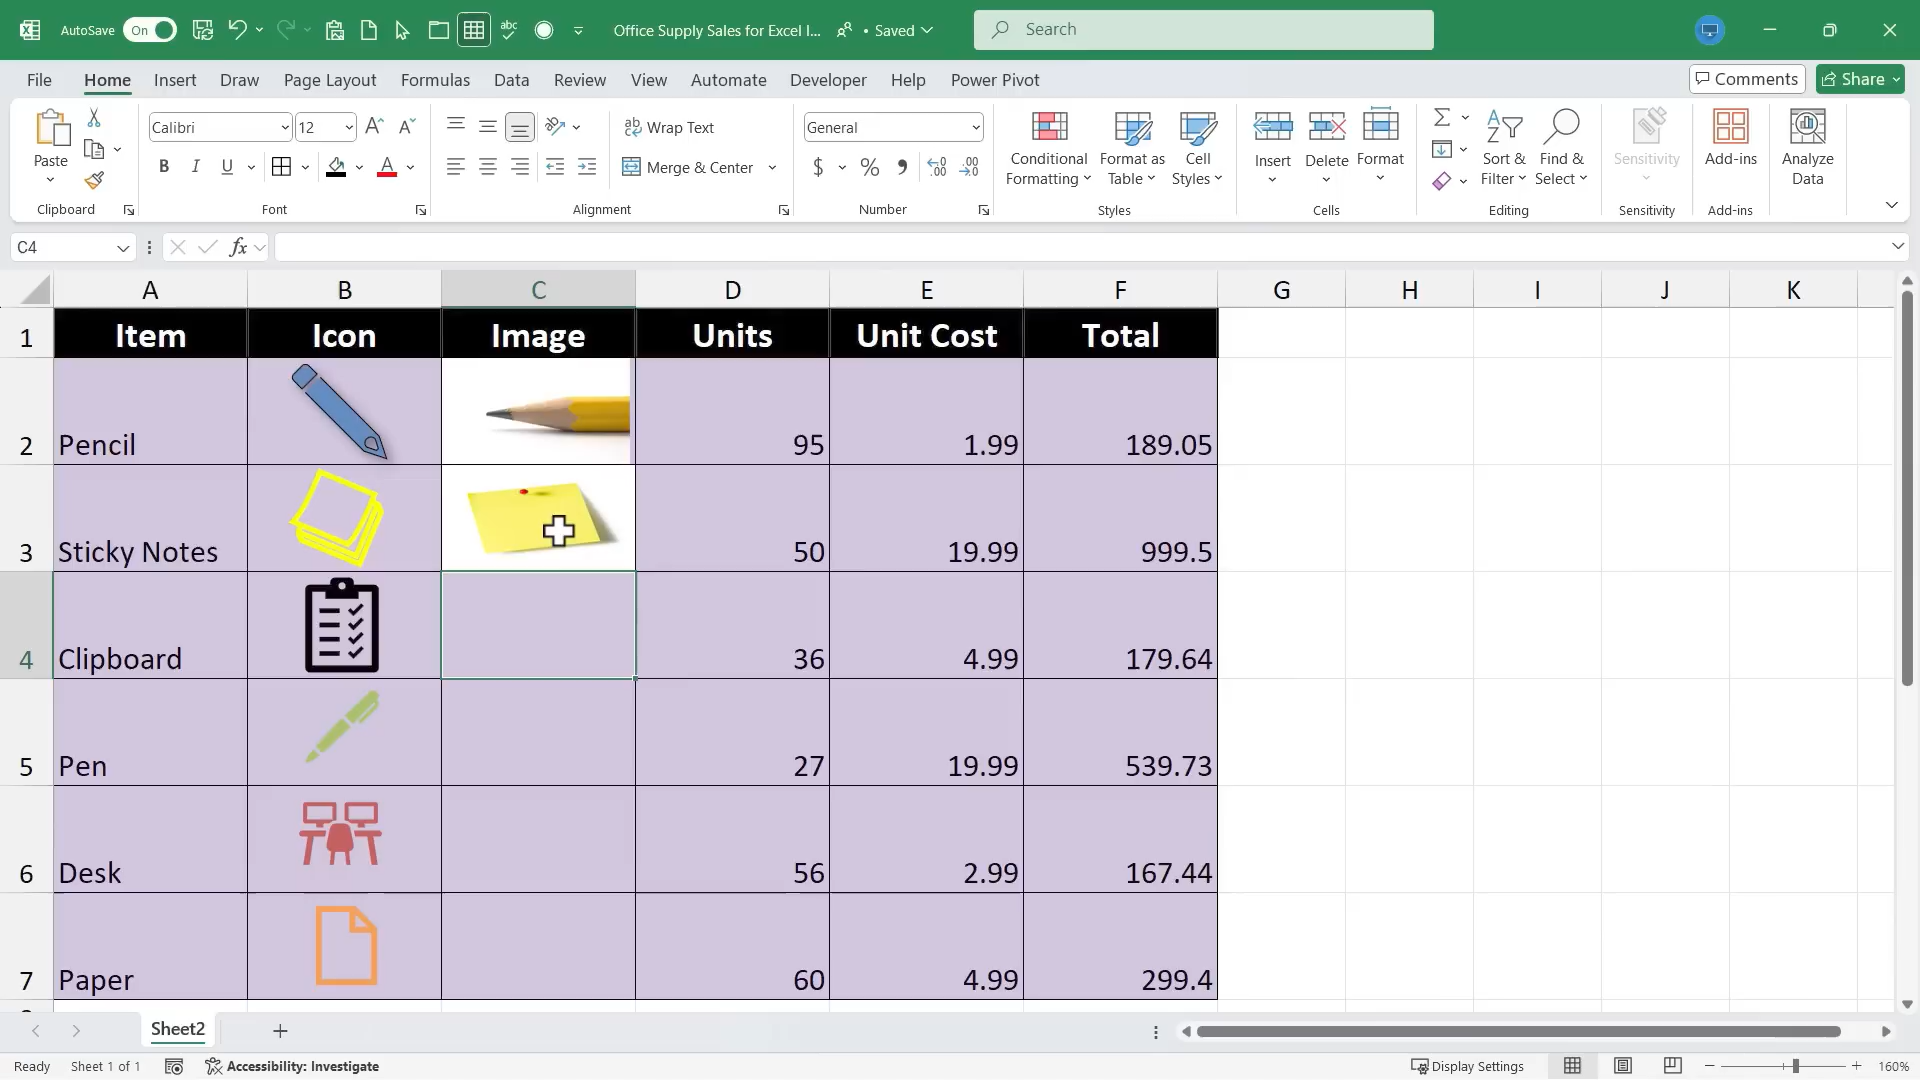 AutoSave On abc Office Supply Sales for Excel I... • Saved Search
File Home Insert Draw Page Layout Formulas Data Review View Automate Developer Help Power Pivot Comments Share
Paste Calibri 12 A A ab Wrap Text General Conditional Formatting Format as Table Cell Styles Insert Delete Format Sort & Filter Find & Select Sensitivity Add-ins Analyze Data
B I U A Merge & Center $ % 9 .00 .00
Clipboard Font Alignment Number Styles Cells Editing Sensitivity Add-ins
C4 fx
A B C D E F G H I J K
1 Item Icon Image Units Unit Cost Total
2 Pencil 95 1.99 189.05
3 Sticky Notes 50 19.99 999.5
4 Clipboard 36 4.99 179.64
5 Pen 27 19.99 539.73
6 Desk 56 2.99 167.44
7 Paper 60 4.99 299.4
Sheet2
Ready Sheet 1 of 1 Accessibility: Investigate Display Settings 160%